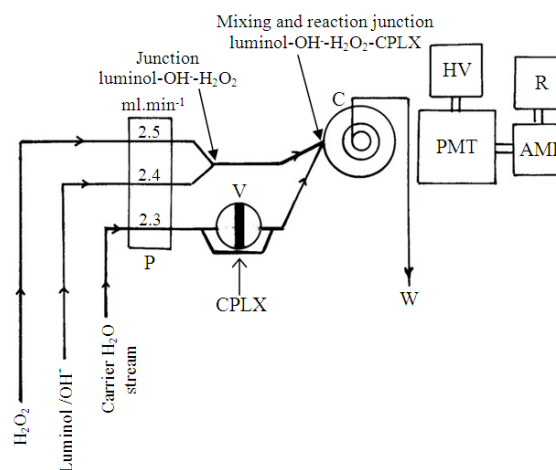 Mixing and reaction junction
luminol-OH⁻-H₂O₂-CPLX
Junction
luminol-OH⁻-H₂O₂
ml.min⁻¹
HV
R
C
2.5
PMT
AMP
2.4
V
2.3
P
CPLX
W
H₂O₂
Luminol /OH⁻
Carrier H₂O
stream